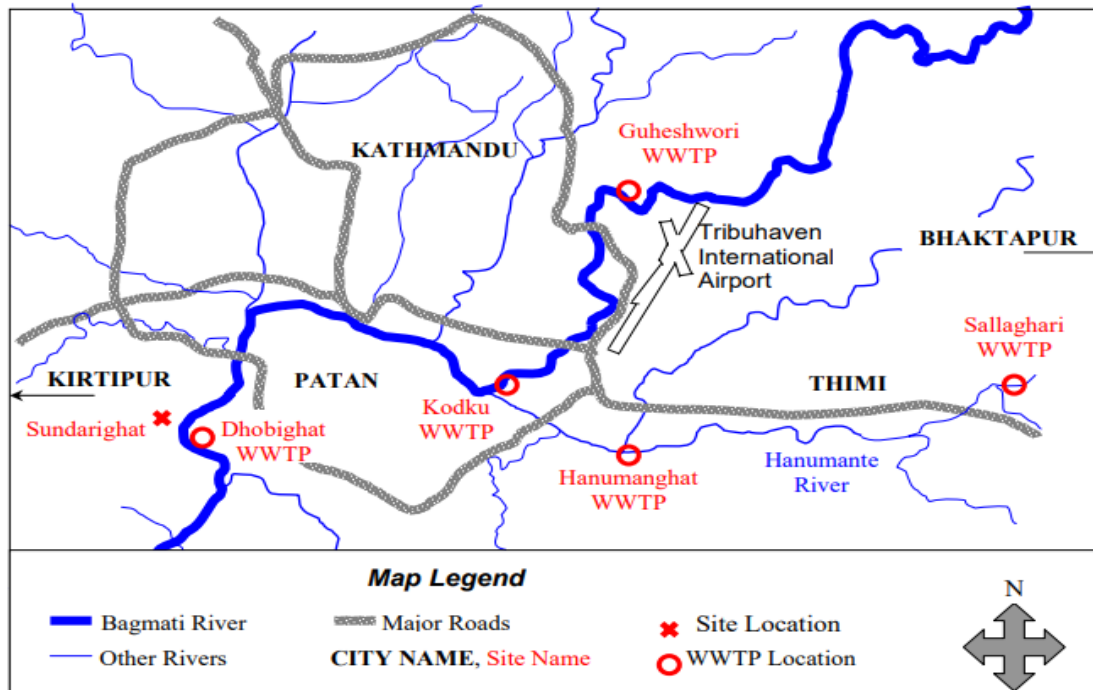 Guheshwori
WWTP
KATHMANDU
Tribuhaven
International
Airport
BHAKTAPUR
Sallaghari
WWTP
KIRTIPUR
PATAN
THIMI
Kodku
WWTP
Sundarighat
Dhobighat
WWTP
Hanumanghat
WWTP
Hanumante
River
Map Legend
N
Bagmati River
Major Roads
Site Location
Other Rivers
CITY NAME, Site Name
WWTP Location